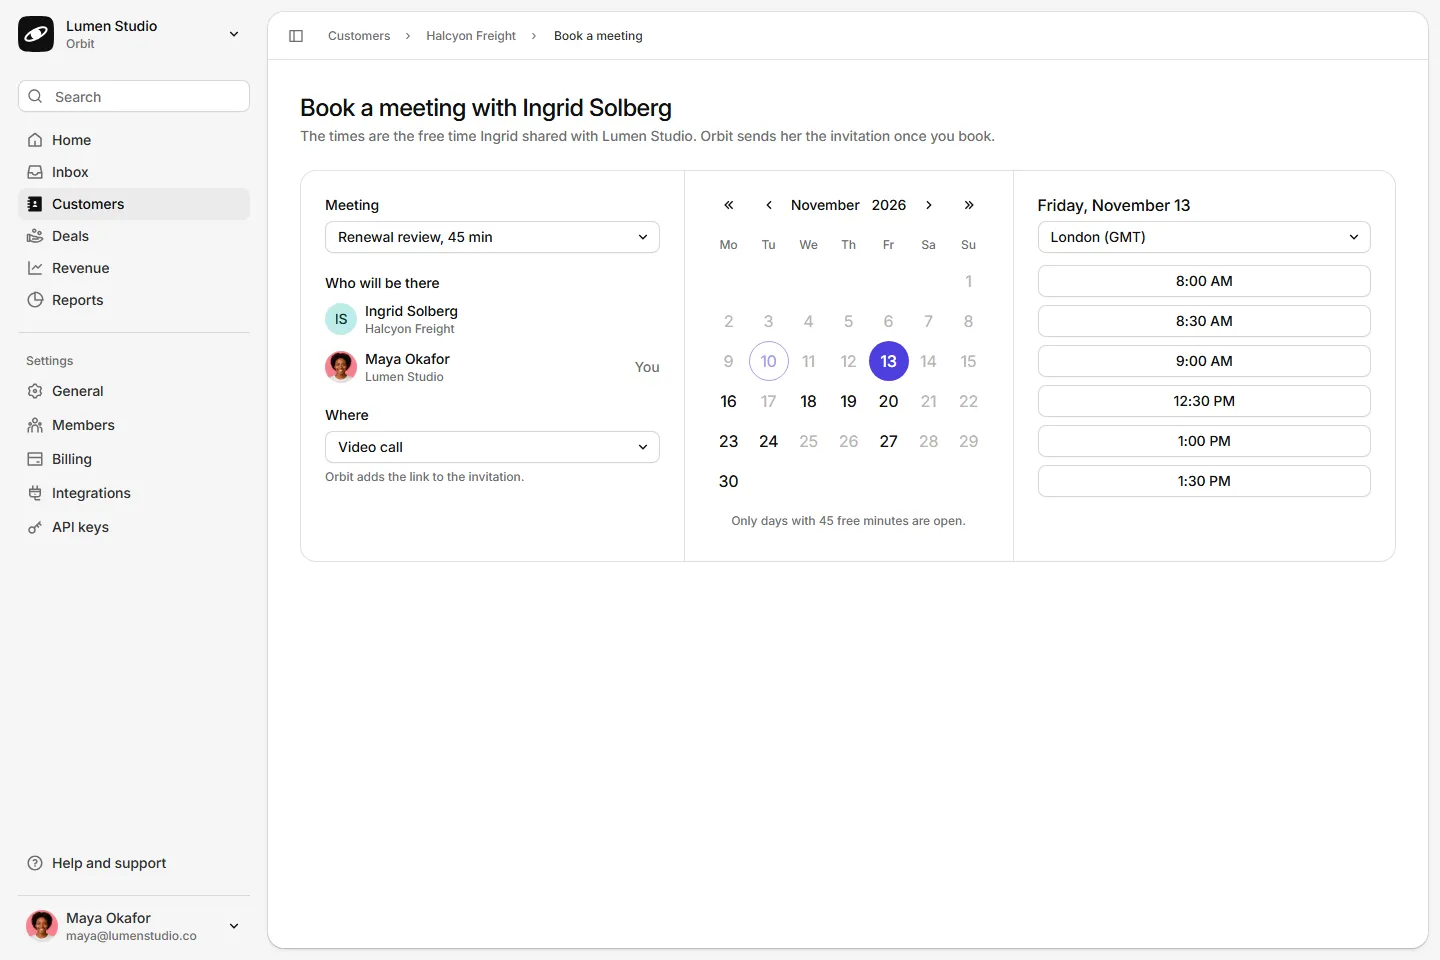 Lumen Studio
Orbit
Search
Home
Inbox
Customers
Deals
Revenue
Reports
Settings
General
Members
Billing
Integrations
API keys
Help and support
Maya Okafor
maya@lumenstudio.co
Customers › Halcyon Freight › Book a meeting
Book a meeting with Ingrid Solberg
The times are the free time Ingrid shared with Lumen Studio. Orbit sends her the invitation once you book.
Meeting
Renewal review, 45 min
Who will be there
IS
Ingrid Solberg
Halcyon Freight
Maya Okafor
Lumen Studio
You
Where
Video call
Orbit adds the link to the invitation.
« ‹ November 2026 › »
Mo Tu We Th Fr Sa Su
1
2 3 4 5 6 7 8
9 10 11 12 13 14 15
16 17 18 19 20 21 22
23 24 25 26 27 28 29
30
Only days with 45 free minutes are open.
Friday, November 13
London (GMT)
8:00 AM
8:30 AM
9:00 AM
12:30 PM
1:00 PM
1:30 PM